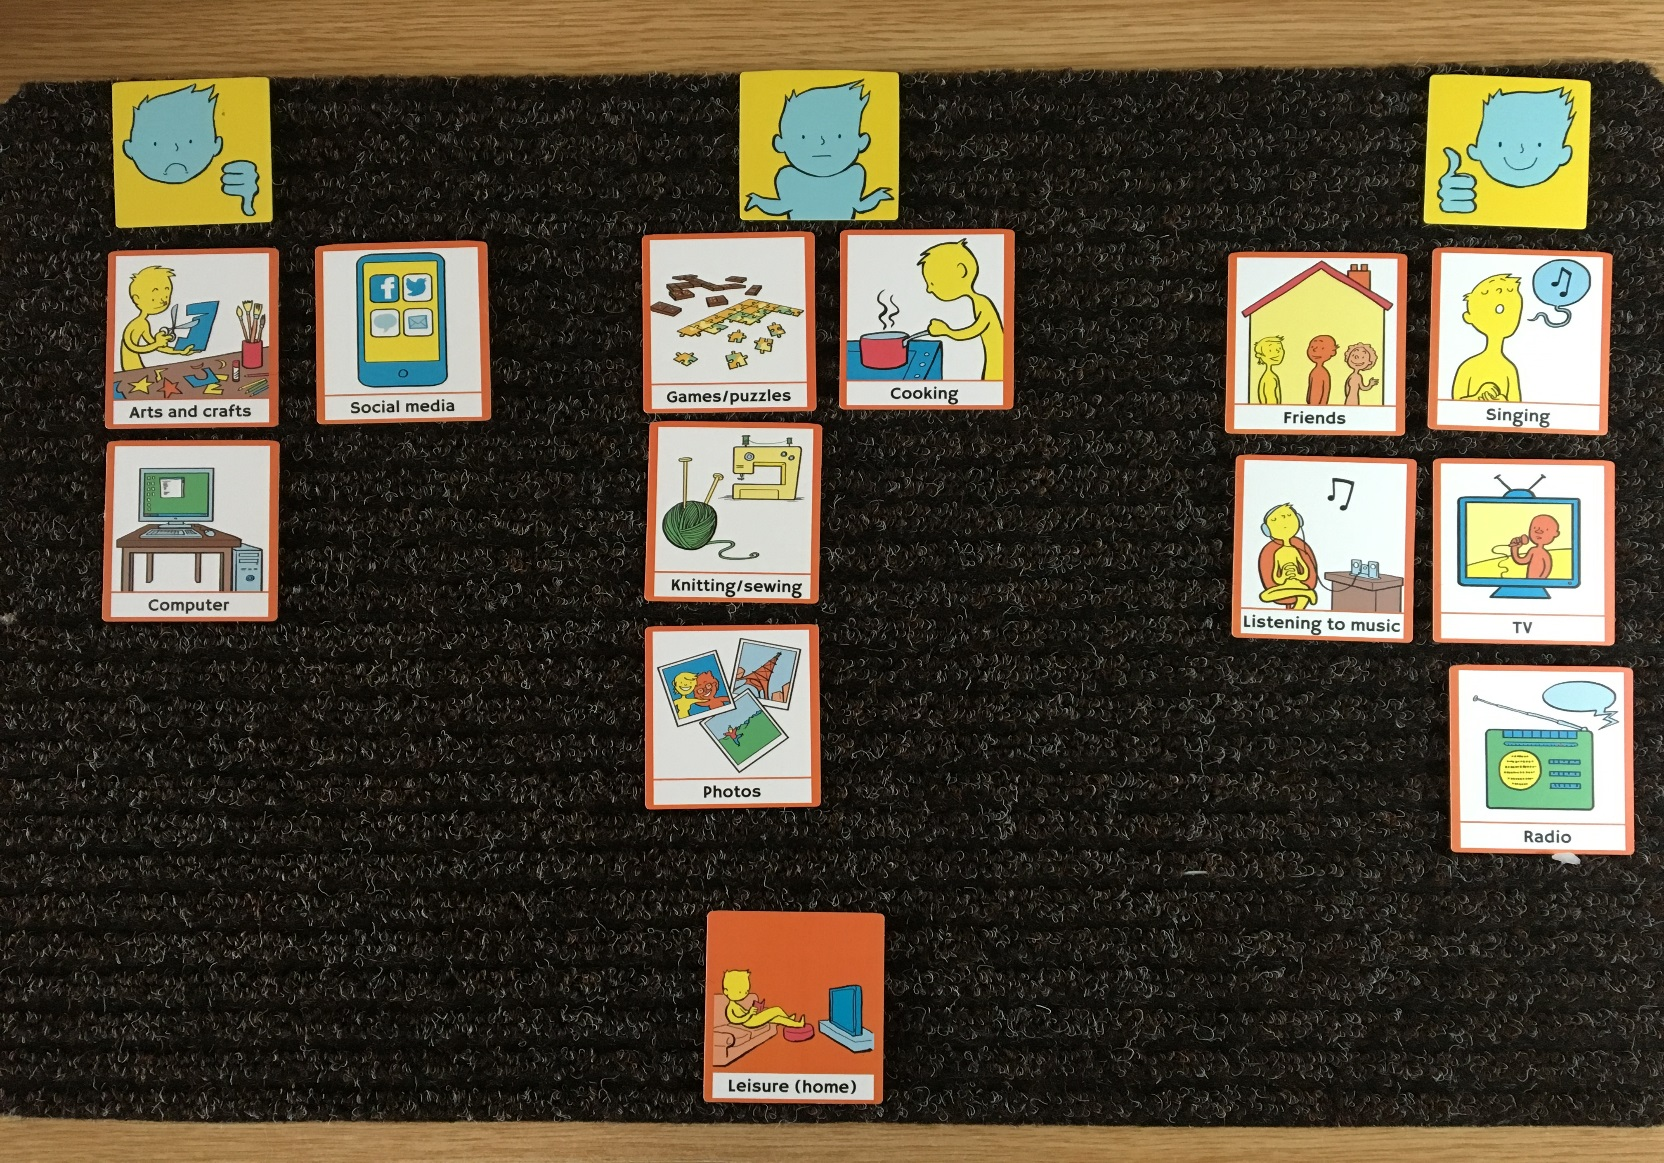 Arts and crafts
Social media
Games/puzzles
Cooking
Friends
Singing
Computer
Knitting/sewing
Listening to music
TV
Photos
Radio
Leisure (home)